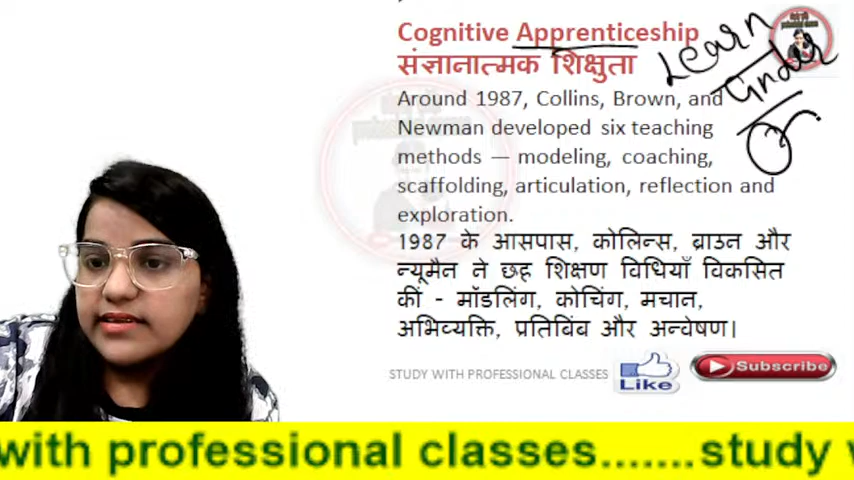 Cognitive Apprenticeship
संज्ञानात्मक शिक्षुता
Learn
Under
Around 1987, Collins, Brown, and
Newman developed six teaching
methods — modeling, coaching,
scaffolding, articulation, reflection and
exploration.
1987 के आसपास, कोलिन्स, ब्राउन और
न्यूमैन ने छह शिक्षण विधियाँ विकसित
कीं - मॉडलिंग, कोचिंग, मचान,
अभिव्यक्ति, प्रतिबिंब और अन्वेषण।
STUDY WITH PROFESSIONAL CLASSES
Like
Subscribe
with professional classes.......study